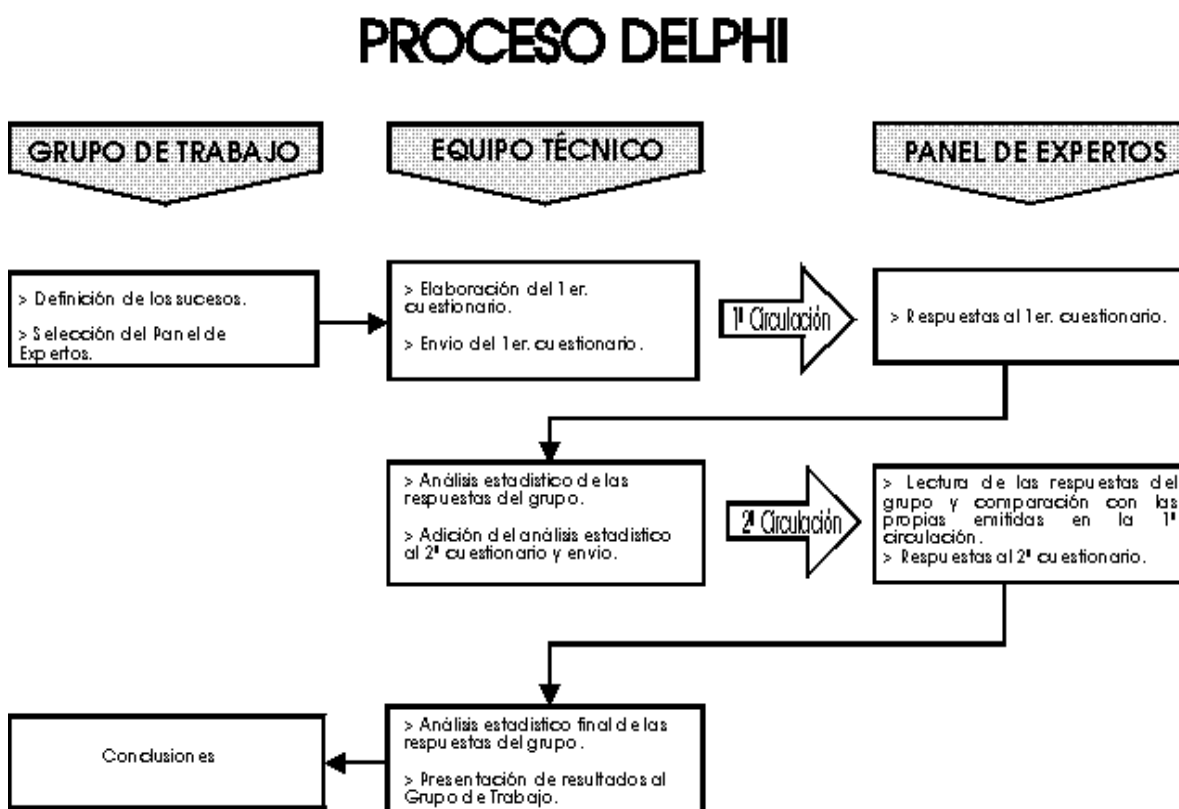 PROCESO DELPHI
GRUPO DE TRABAJO
EQUIPO TÉCNICO
PANEL DE EXPERTOS
> Definición de los sucesos.
> Selección del Panel de
Expertos.
> Elaboración del 1er.
cuestionario.
> Envio del 1er. cuestionario.
1ª Circulación
> Respuestas al 1er. cuestionario.
> Análisis estadístico de las
respuestas del grupo.
> Adición del análisis estadístico
al 2º cuestionario y envio.
2ª Circulación
> Lectura de las respuestas del
grupo y comparación con las
propias emitidas en la 1ª
circulación.
> Respuestas al 2º cuestionario.
> Análisis estadístico final de las
respuestas del grupo.
> Presentación de resultados al
Grupo de Trabajo.
Conclusiones